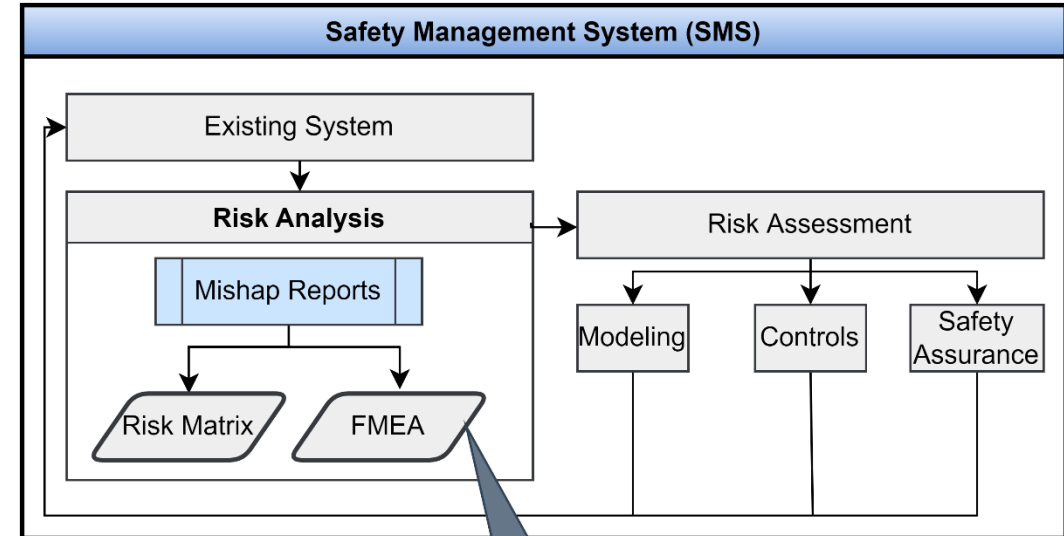 Safety Management System (SMS)
Existing System
Risk Analysis
Mishap Reports
Risk Matrix
FMEA
Risk Assessment
Modeling
Controls
Safety
Assurance